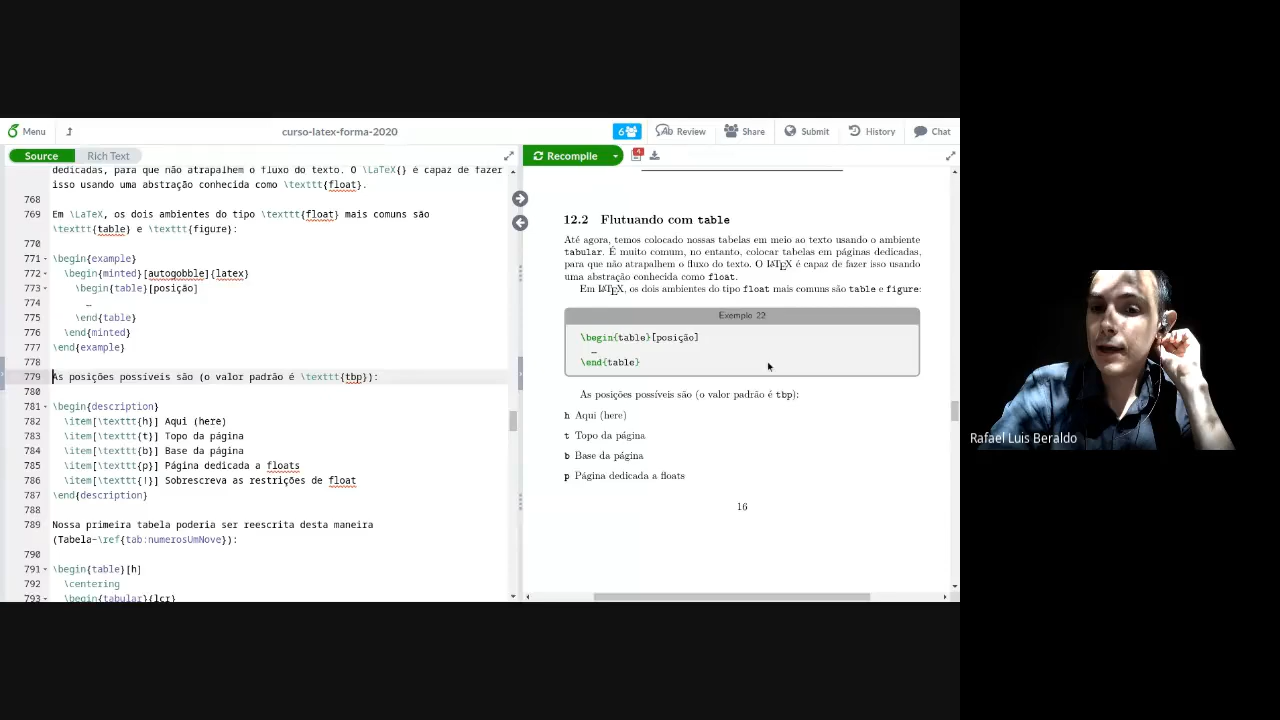 Menu
curso-latex-forma-2020
6
Review
Share
Submit
History
Chat
Source
Rich Text
Recompile
dedicadas, para que não atrapalhem o fluxo do texto. O \LaTeX{} é capaz de fazer
isso usando uma abstração conhecida como \texttt{float}.
768
769 Em \LaTeX, os dois ambientes do tipo \texttt{float} mais comuns são
\texttt{table} e \texttt{figure}:
770
771 \begin{example}
772 \begin{minted}[autogobble]{latex}
773 \begin{table}[posição]
774 …
775 \end{table}
776 \end{minted}
777 \end{example}
778
779 As posições possíveis são (o valor padrão é \texttt{tbp}):
780
781 \begin{description}
782 \item[\texttt{h}] Aqui (here)
783 \item[\texttt{t}] Topo da página
784 \item[\texttt{b}] Base da página
785 \item[\texttt{p}] Página dedicada a floats
786 \item[\texttt{!}] Sobrescreva as restrições de float
787 \end{description}
788
789 Nossa primeira tabela poderia ser reescrita desta maneira
(Tabela~\ref{tab:numerosUmNove}):
790
791 \begin{table}[h]
792 \centering
793 \begin{tabular}{lcr}
12.2 Flutuando com table
Até agora, temos colocado nossas tabelas em meio ao texto usando o ambiente
tabular. É muito comum, no entanto, colocar tabelas em páginas dedicadas,
para que não atrapalhem o fluxo do texto. O LATEX é capaz de fazer isso usando
uma abstração conhecida como float.
Em LATEX, os dois ambientes do tipo float mais comuns são table e figure:
Exemplo 22
\begin{table}[posição]
…
\end{table}
As posições possíveis são (o valor padrão é tbp):
h Aqui (here)
t Topo da página
b Base da página
p Página dedicada a floats
16
Rafael Luis Beraldo